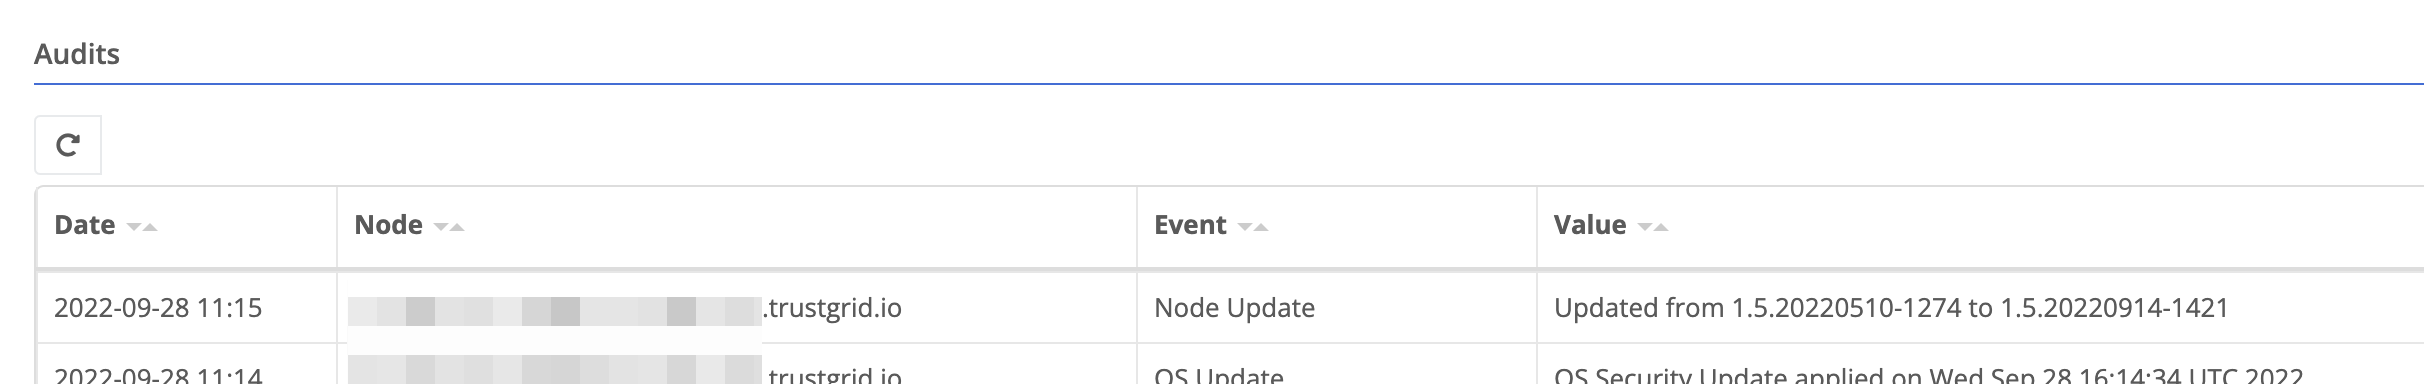 Audits
Date Node Event Value
2022-09-28 11:15 .trustgrid.io Node Update Updated from 1.5.20220510-1274 to 1.5.20220914-1421
2022-09-28 11:14 .trustgrid.io OS Update OS Security Update applied on Wed Sep 28 16:14:34 UTC 2022